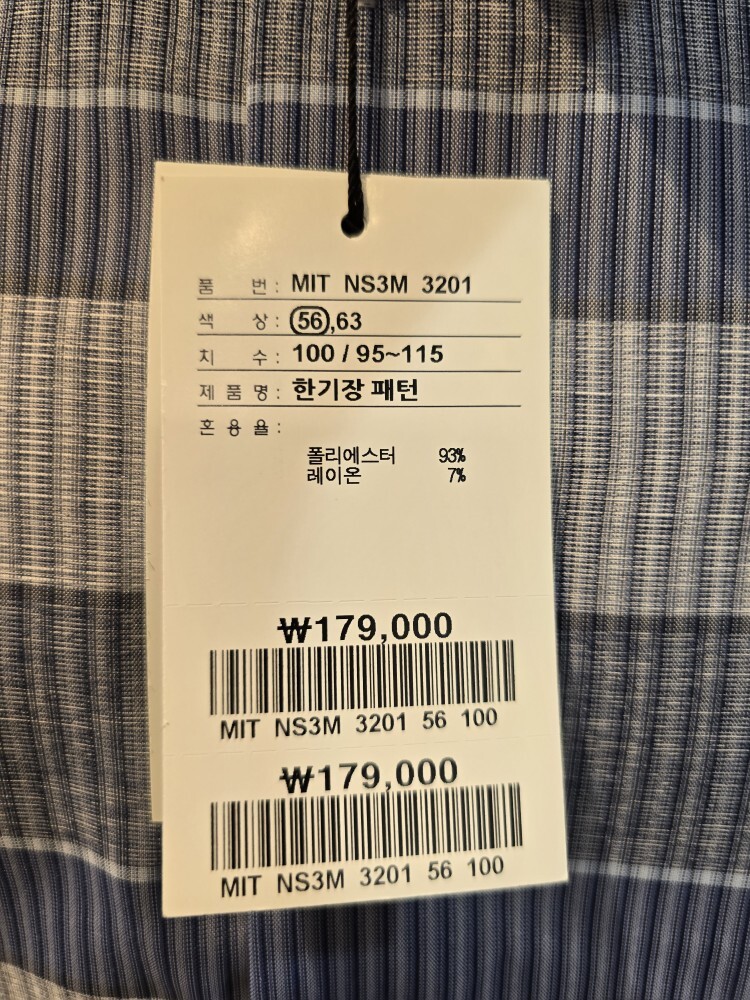 품 번 : MIT NS3M 3201
색 상 : 56,63
치 수 : 100 / 95~115
제 품 명 : 한기장 패턴
혼 용 율 :
폴리에스터 93%
레이온 7%
₩179,000
MIT NS3M 3201 56 100
₩179,000
MIT NS3M 3201 56 100